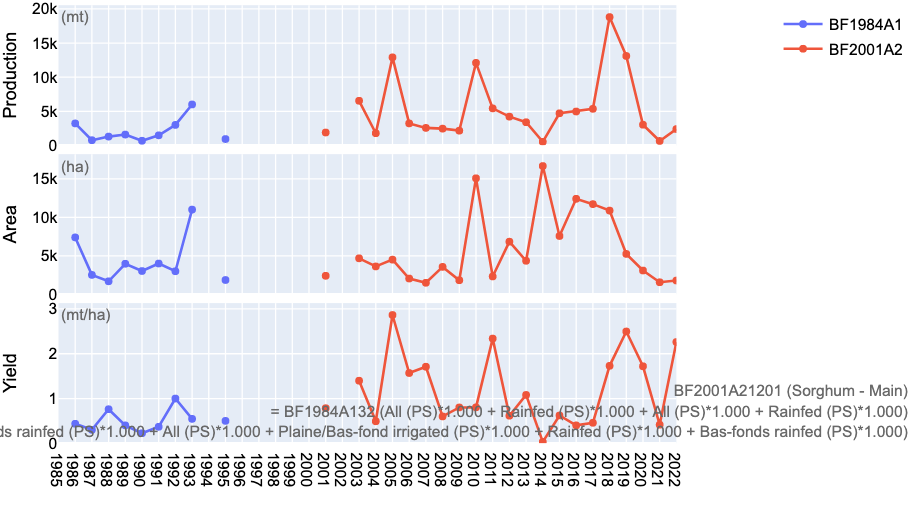 (mt)
Production
20k
15k
10k
5k
0
BF1984A1
BF2001A2
(ha)
Area
15k
10k
5k
0
(mt/ha)
Yield
3
2
1
0
BF2001A21201 (Sorghum - Main)
= BF1984A132 (All (PS)*1.000 + Rainfed (PS)*1.000 + All (PS)*1.000 + Rainfed (PS)*1.000)
ds rainfed (PS)*1.000 + All (PS)*1.000 + Plaine/Bas-fond irrigated (PS)*1.000 + Rainfed (PS)*1.000 + Bas-fonds rainfed (PS)*1.000)
1985 1986 1987 1988 1989 1990 1991 1992 1993 1994 1995 1996 1997 1998 1999 2000 2001 2002 2003 2004 2005 2006 2007 2008 2009 2010 2011 2012 2013 2014 2015 2016 2017 2018 2019 2020 2021 2022